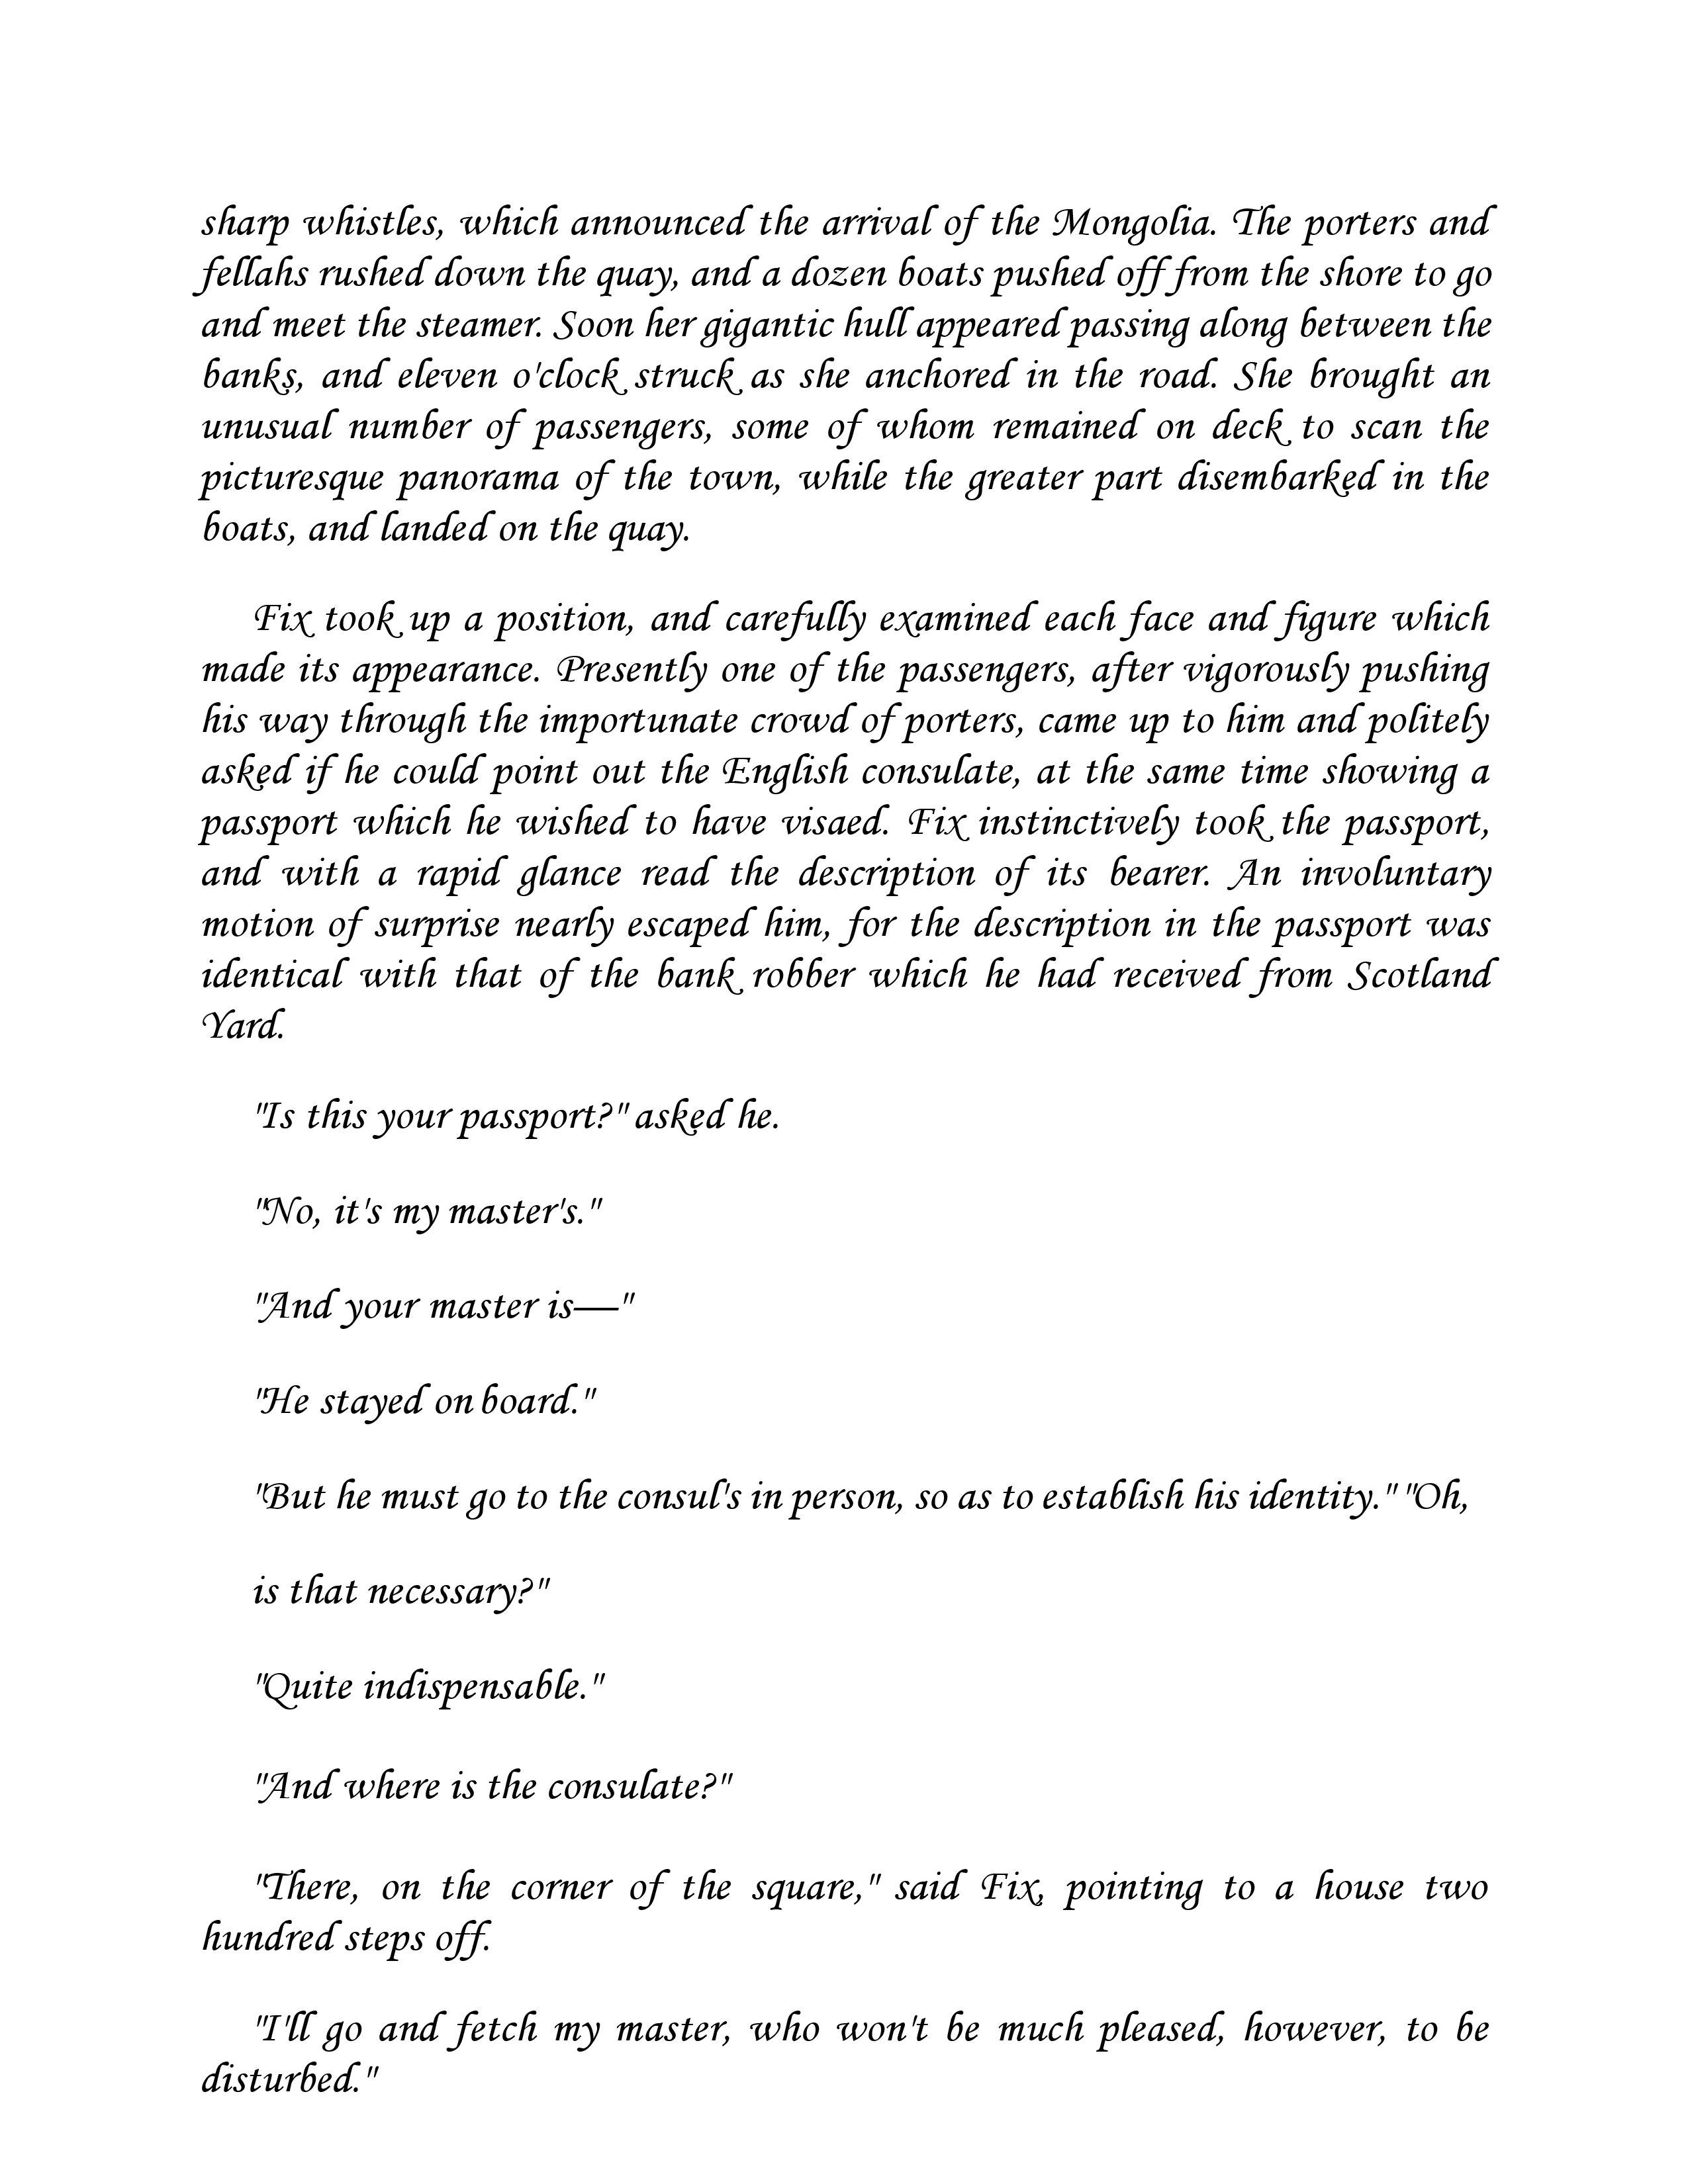 sharp whistles, which announced the arrival of the Mongolia. The porters and
fellahs rushed down the quay, and a dozen boats pushed off from the shore to go
and meet the steamer. Soon her gigantic hull appeared passing along between the
banks, and eleven o'clock struck as she anchored in the road. She brought an
unusual number of passengers, some of whom remained on deck to scan the
picturesque panorama of the town, while the greater part disembarked in the
boats, and landed on the quay.
Fix took up a position, and carefully examined each face and figure which
made its appearance. Presently one of the passengers, after vigorously pushing
his way through the importunate crowd of porters, came up to him and politely
asked if he could point out the English consulate, at the same time showing a
passport which he wished to have visaed. Fix instinctively took the passport,
and with a rapid glance read the description of its bearer. An involuntary
motion of surprise nearly escaped him, for the description in the passport was
identical with that of the bank robber which he had received from Scotland
Yard.
"Is this your passport?" asked he.
"No, it's my master's."
"And your master is—"
"He stayed on board."
"But he must go to the consul's in person, so as to establish his identity." "Oh,
is that necessary?"
"Quite indispensable."
"And where is the consulate?"
"There, on the corner of the square," said Fix, pointing to a house two
hundred steps off.
"I'll go and fetch my master, who won't be much pleased, however, to be
disturbed."